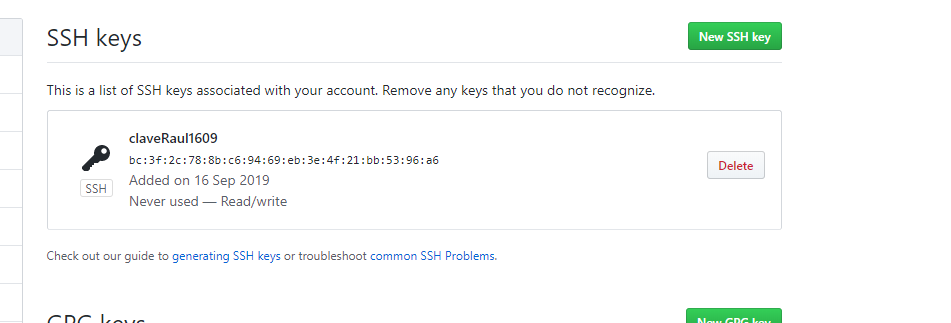 SSH keys
New SSH key
This is a list of SSH keys associated with your account. Remove any keys that you do not recognize.
claveRaul1609
bc:3f:2c:78:8b:c6:94:69:eb:3e:4f:21:bb:53:96:a6
Added on 16 Sep 2019
Never used — Read/write
SSH
Delete
Check out our guide to generating SSH keys or troubleshoot common SSH Problems.
GPG keys
New GPG key